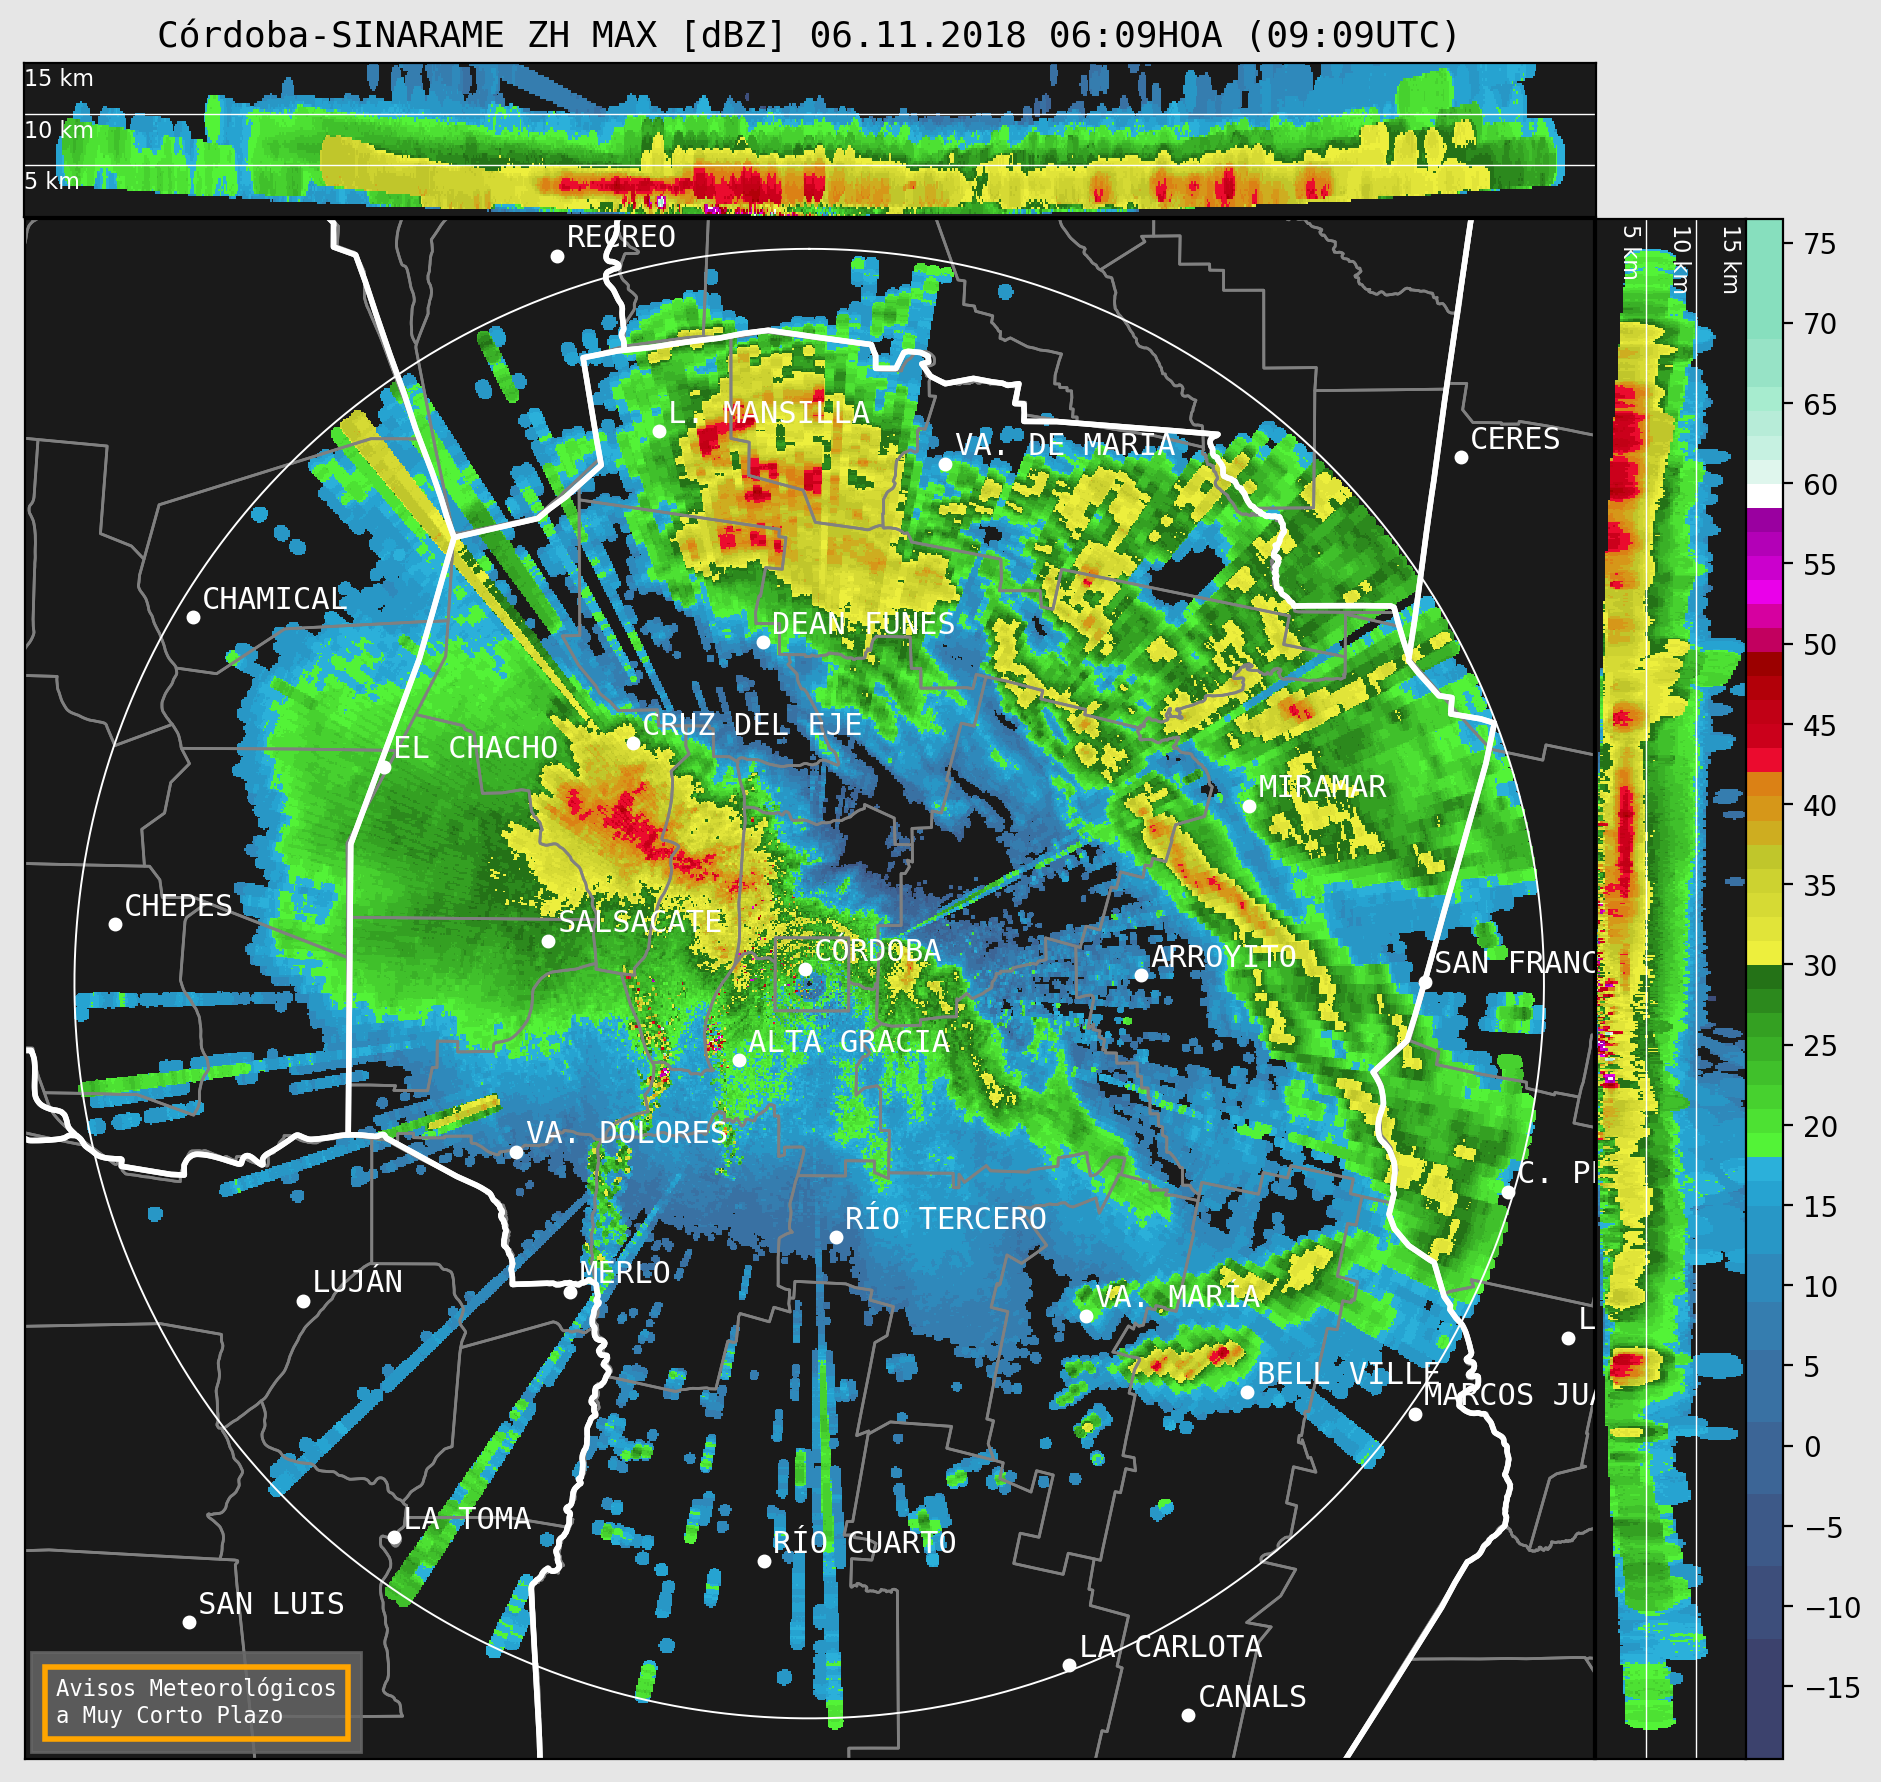 Córdoba-SINARAME ZH MAX [dBZ] 06.11.2018 06:09HOA (09:09UTC)
15 km
10 km
5 km
5 km
10 km
15 km
75
70
65
60
55
50
45
40
35
30
25
20
15
10
5
0
−5
−10
−15
RECREO
L. MANSILLA
VA. DE MARIA
CERES
CHAMICAL
DEAN FUNES
CRUZ DEL EJE
EL CHACHO
MIRAMAR
CHEPES
SALSACATE
CORDOBA
ARROYITO
SAN FRANC
ALTA GRACIA
VA. DOLORES
C. P
RÍO TERCERO
MERLO
LUJÁN
VA. MARÍA
L
BELL VILLE
MARCOS JUA
LA TOMA
RÍO CUARTO
SAN LUIS
LA CARLOTA
CANALS
Avisos Meteorológicos
a Muy Corto Plazo